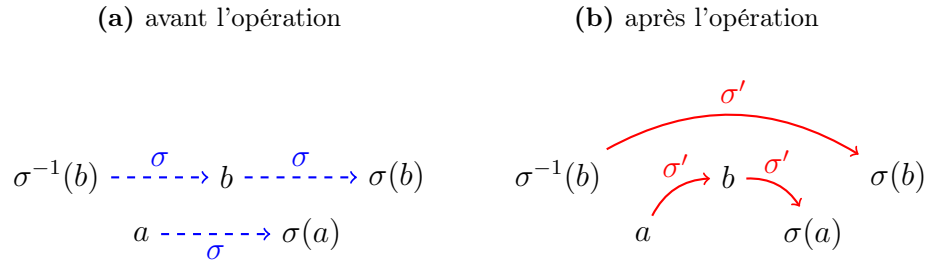 (a) avant l'opération
(b) après l'opération
σ σ
σ⁻¹(b) b σ(b)
a σ(a)
σ
σ′
σ′ σ′
σ⁻¹(b) b σ(b)
a σ(a)